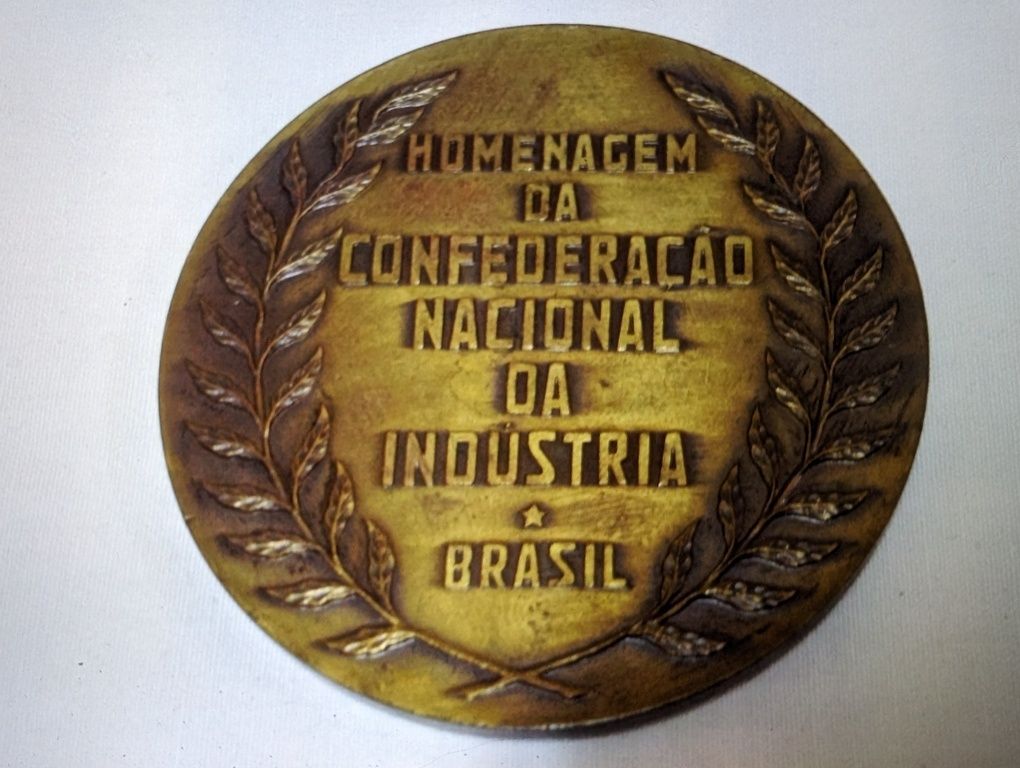 HOMENAGEM
DA
CONFEDERAÇÃO
NACIONAL
DA
INDÚSTRIA
BRASIL